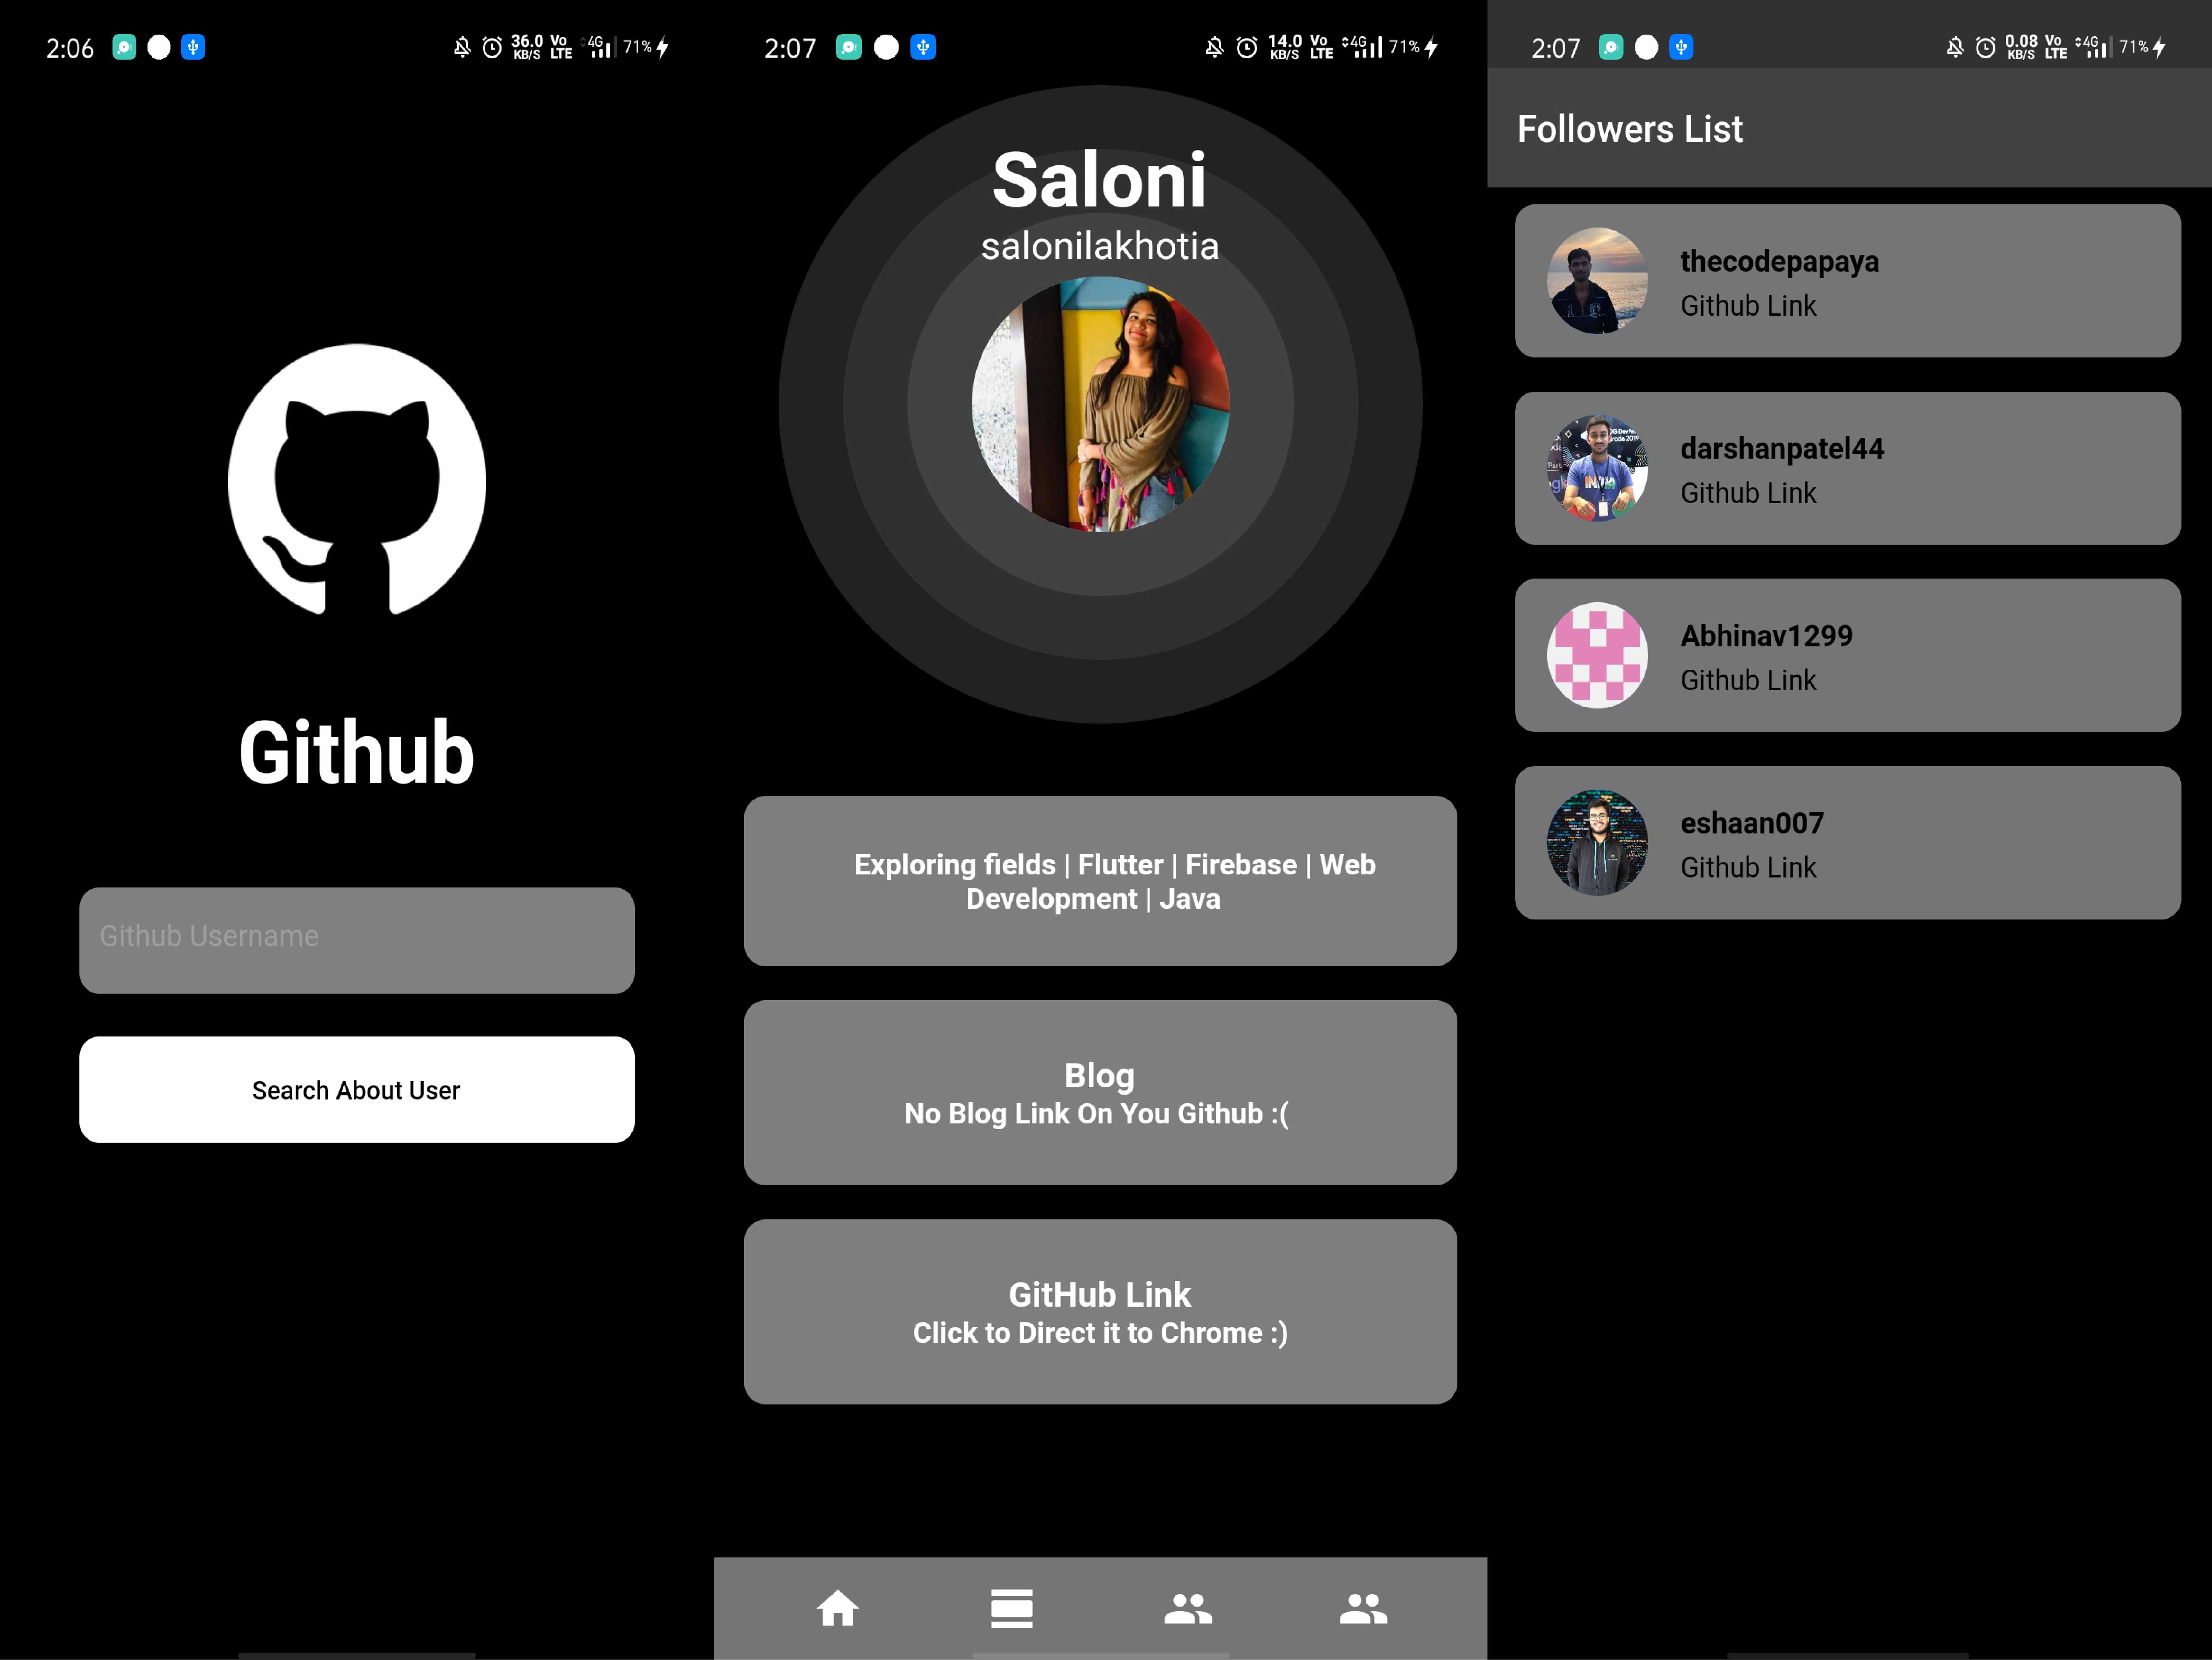 2:06
36.0 Vo
KB/S LTE
4G
71%
Github
Github Username
Search About User
2:07
14.0 Vo
KB/S LTE
4G
71%
Saloni
salonilakhotia
Exploring fields | Flutter | Firebase | Web
Development | Java
Blog
No Blog Link On You Github :(
GitHub Link
Click to Direct it to Chrome :)
2:07
0.08 Vo
KB/S LTE
4G
71%
Followers List
thecodepapaya
Github Link
darshanpatel44
Github Link
Abhinav1299
Github Link
eshaan007
Github Link